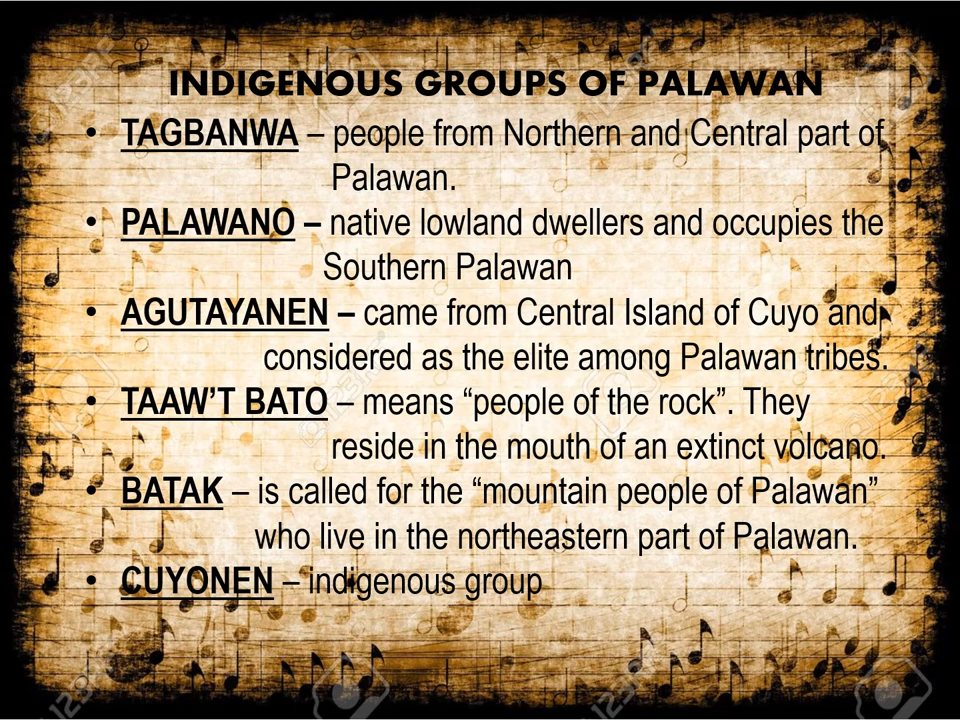 INDIGENOUS GROUPS OF PALAWAN
• TAGBANWA – people from Northern and Central part of
Palawan.
• PALAWANO – native lowland dwellers and occupies the
Southern Palawan
• AGUTAYANEN – came from Central Island of Cuyo and
considered as the elite among Palawan tribes.
• TAAW’T BATO – means “people of the rock”. They
reside in the mouth of an extinct volcano.
• BATAK – is called for the “mountain people of Palawan”
who live in the northeastern part of Palawan.
• CUYONEN – indigenous group